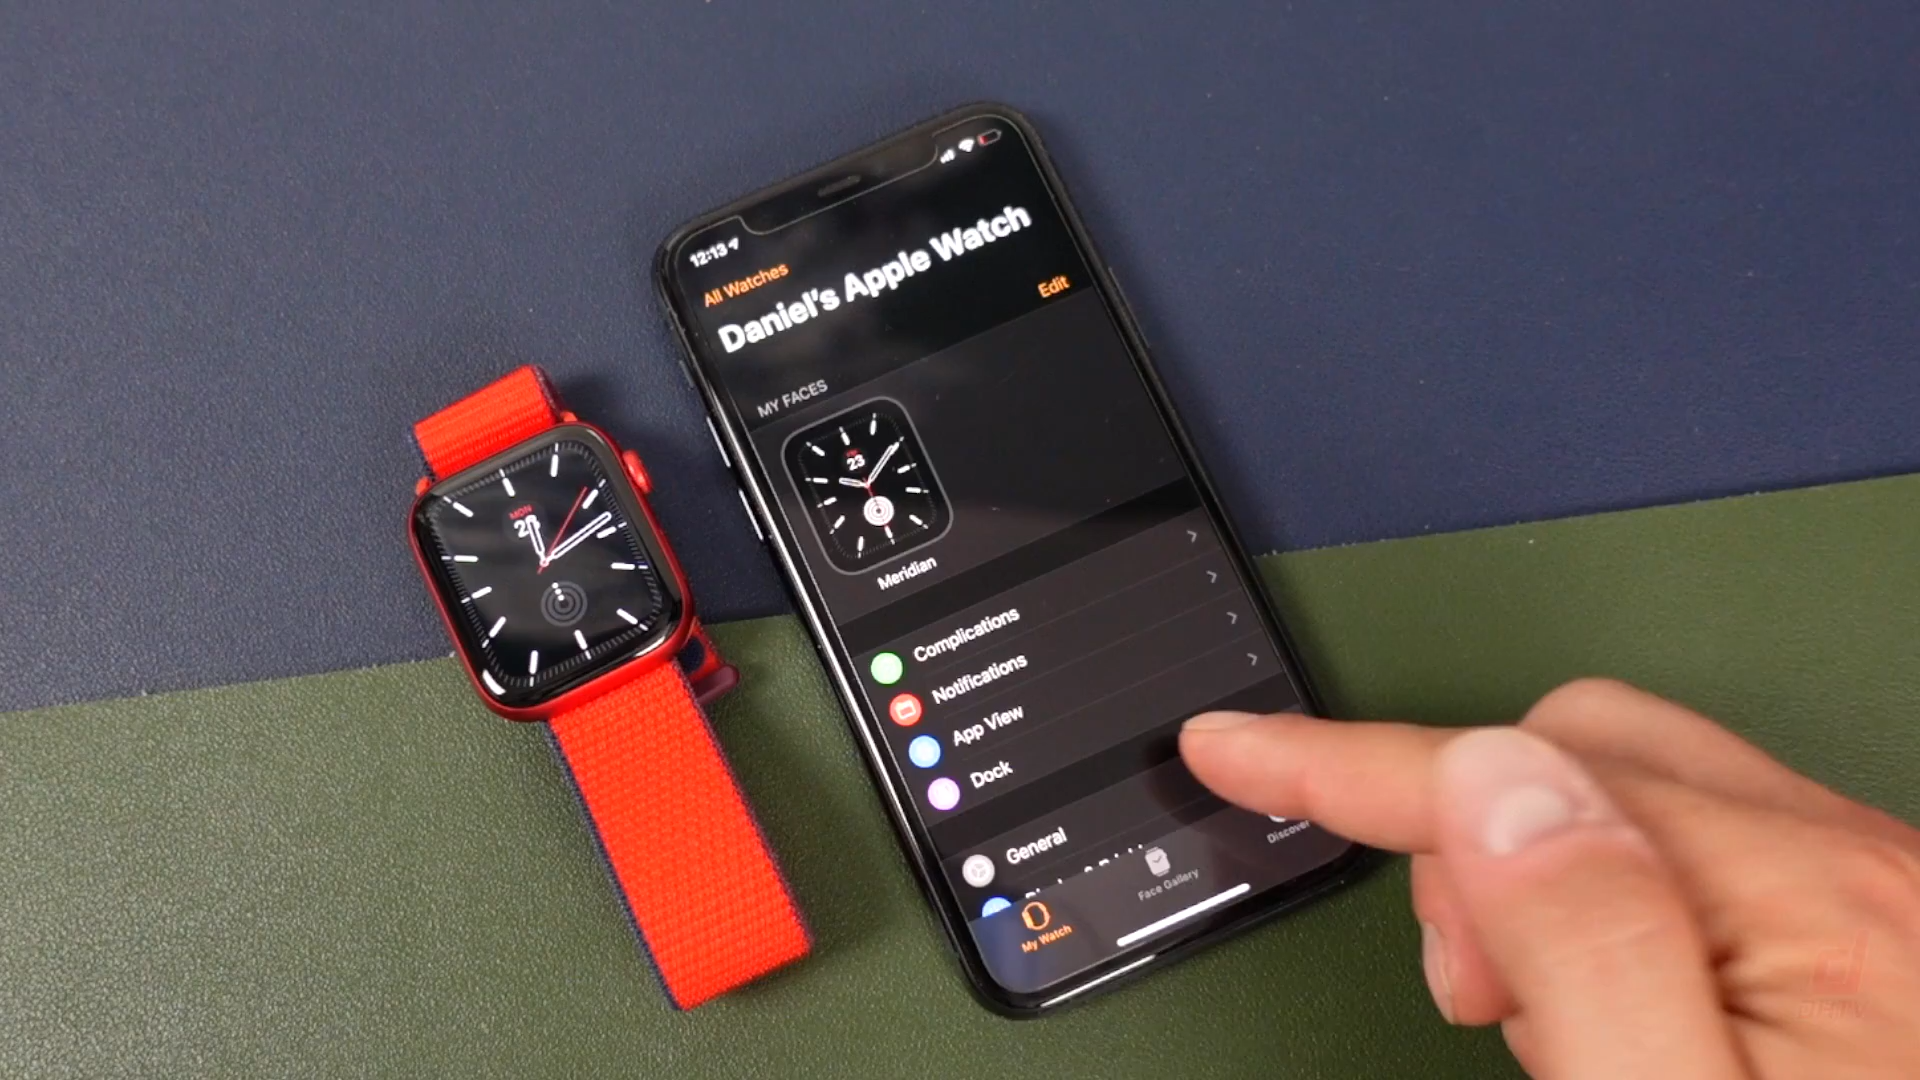 12:13
All Watches
Daniel's Apple Watch
Edit
MY FACES
23
Meridian
Complications
Notifications
App View
Dock
General
My Watch
Face Gallery
Discover
MON